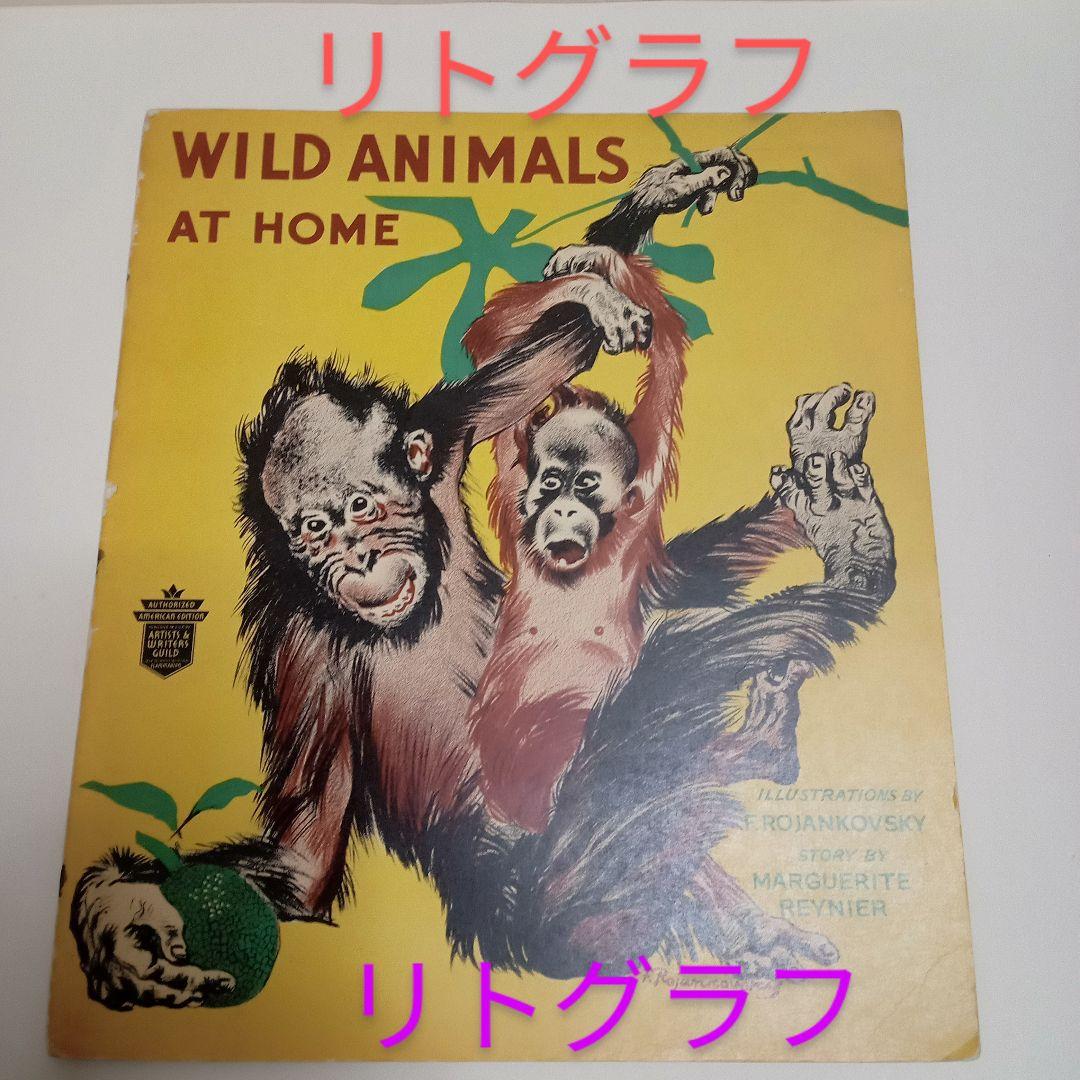 リトグラフ
WILD ANIMALS
AT HOME
AUTHORIZED
AMERICAN EDITION
ARTISTS &
WRITERS
GUILD
ILLUSTRATIONS BY
F. ROJANKOVSKY
STORY BY
MARGUERITE
REYNIER
リトグラフ